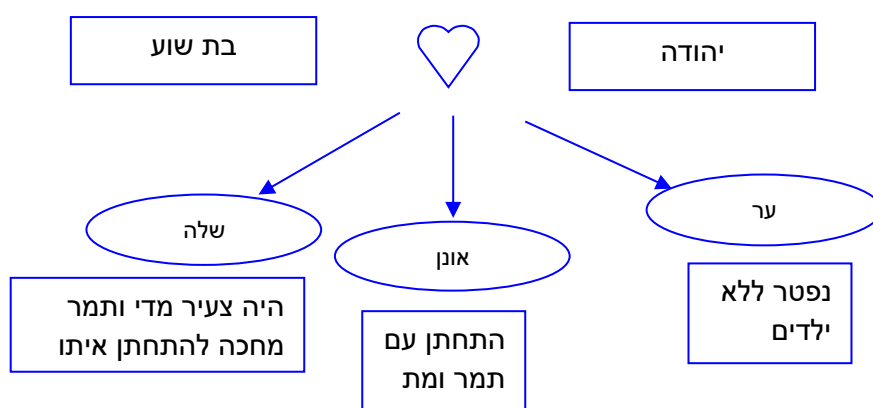 יהודה
בת שוע
ער
אונן
שלה
נפטר ללא
ילדים
התחתן עם
תמר ומת
היה צעיר מדי ותמר
מחכה להתחתן איתו